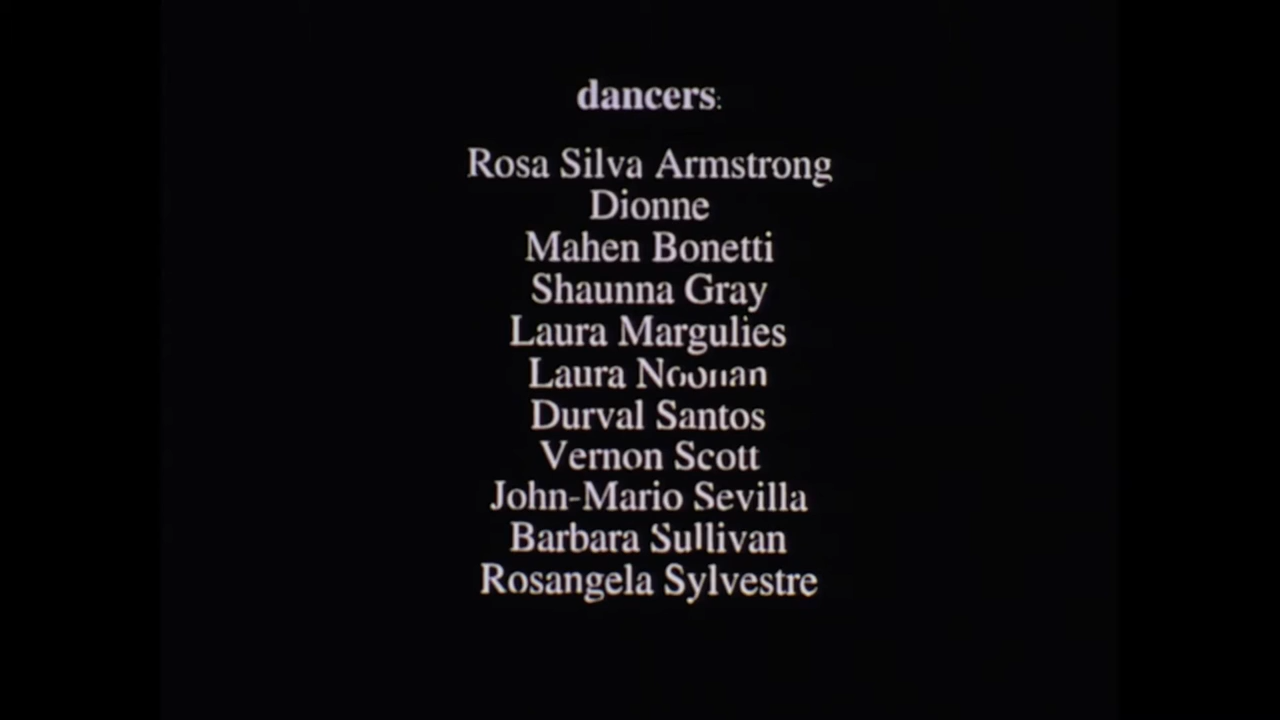 dancers:
Rosa Silva Armstrong
Dionne
Mahen Bonetti
Shaunna Gray
Laura Margulies
Laura Noonan
Durval Santos
Vernon Scott
John-Mario Sevilla
Barbara Sullivan
Rosangela Sylvestre